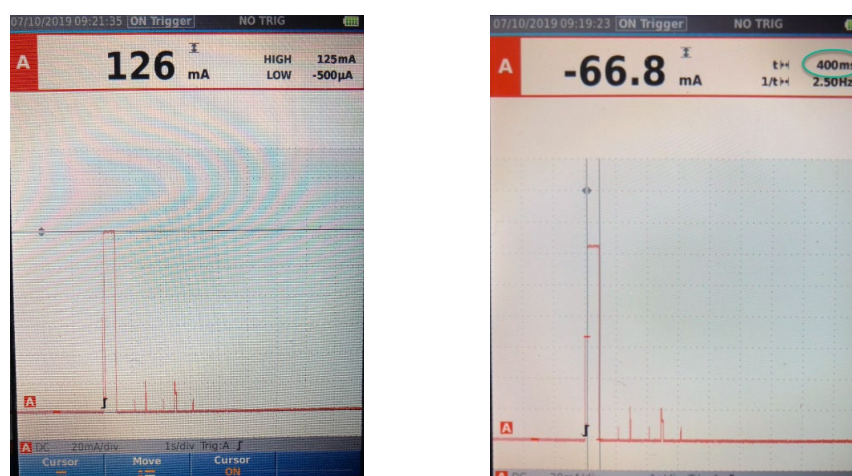 07/10/2019 09:21:35 ON Trigger NO TRIG
A 126 mA HIGH 125mA
LOW -500µA
A
A DC 20mA/div 1s/div Trig:A
Cursor Move Cursor
ON
07/10/2019 09:19:23 ON Trigger NO TRIG
A -66.8 mA t 400ms
1/t 2.50Hz
A
A DC